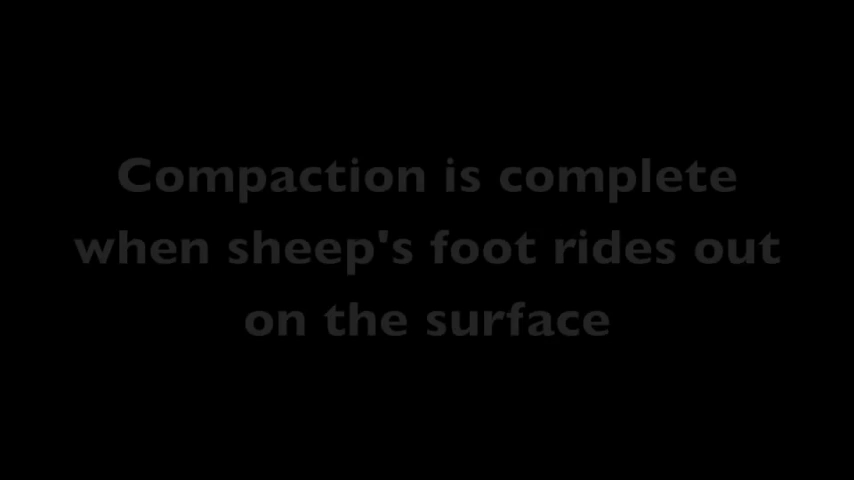 Compaction is complete
when sheep's foot rides out
on the surface